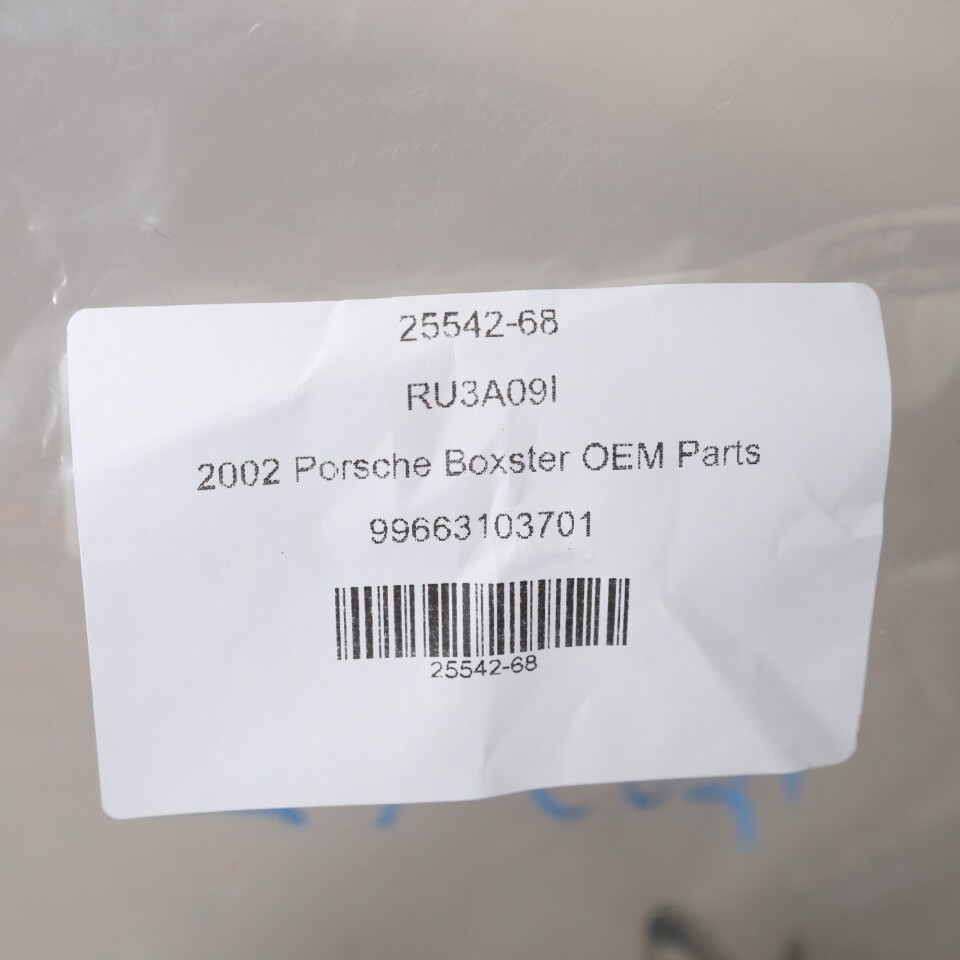 25542-68
RU3A09I
2002 Porsche Boxster OEM Parts
99663103701
25542-68